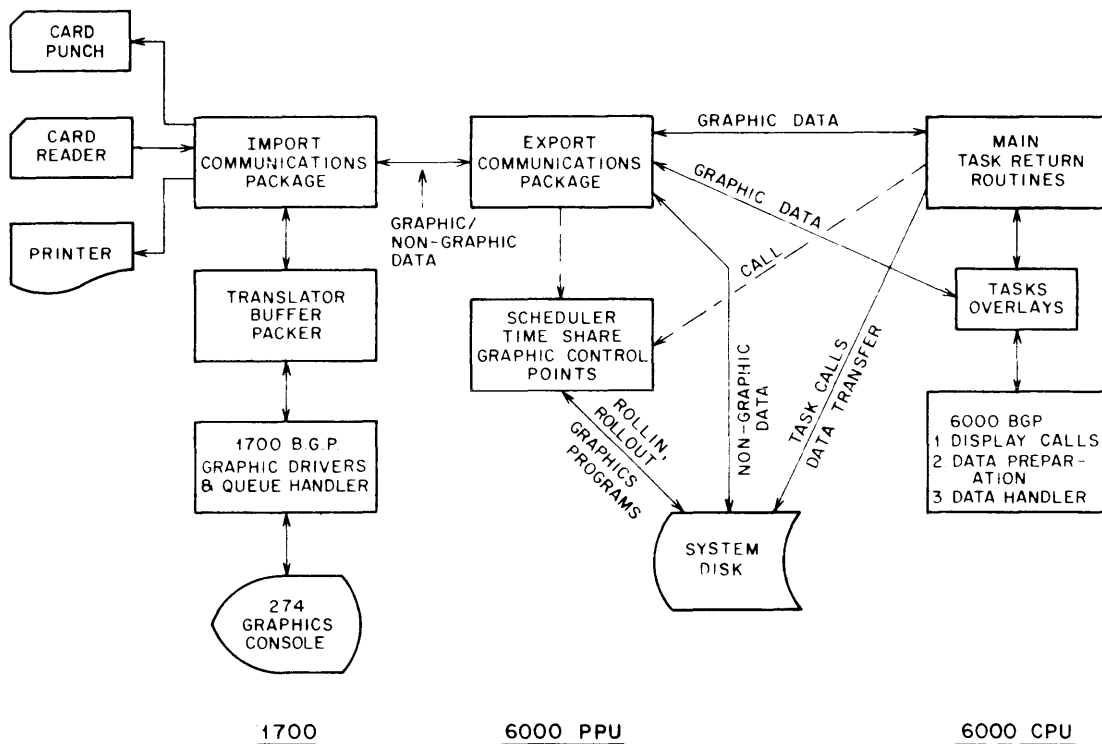 CARD
PUNCH
CARD
READER
PRINTER
IMPORT
COMMUNICATIONS
PACKAGE
TRANSLATOR
BUFFER
PACKER
1700 B.G.P.
GRAPHIC DRIVERS
& QUEUE HANDLER
274
GRAPHICS
CONSOLE
GRAPHIC/
NON-GRAPHIC
DATA
EXPORT
COMMUNICATIONS
PACKAGE
SCHEDULER
TIME SHARE
GRAPHIC CONTROL
POINTS
ROLLIN,
ROLLOUT
GRAPHICS
PROGRAMS
NON-GRAPHIC
DATA
SYSTEM
DISK
GRAPHIC DATA
GRAPHIC DATA
CALL
TASK CALLS
DATA TRANSFER
MAIN
TASK RETURN
ROUTINES
TASKS
OVERLAYS
6000 BGP
1 DISPLAY CALLS
2 DATA PREPAR-
ATION
3 DATA HANDLER
1700
6000 PPU
6000 CPU